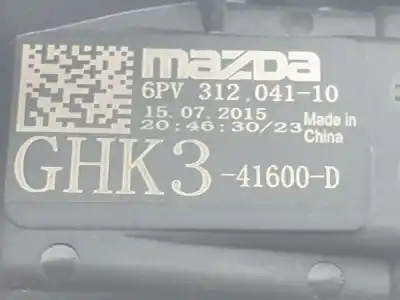 mazda
6PV 312.041-10
15.07.2015
20:46:30/23
Made in
China
GHK3-41600-D